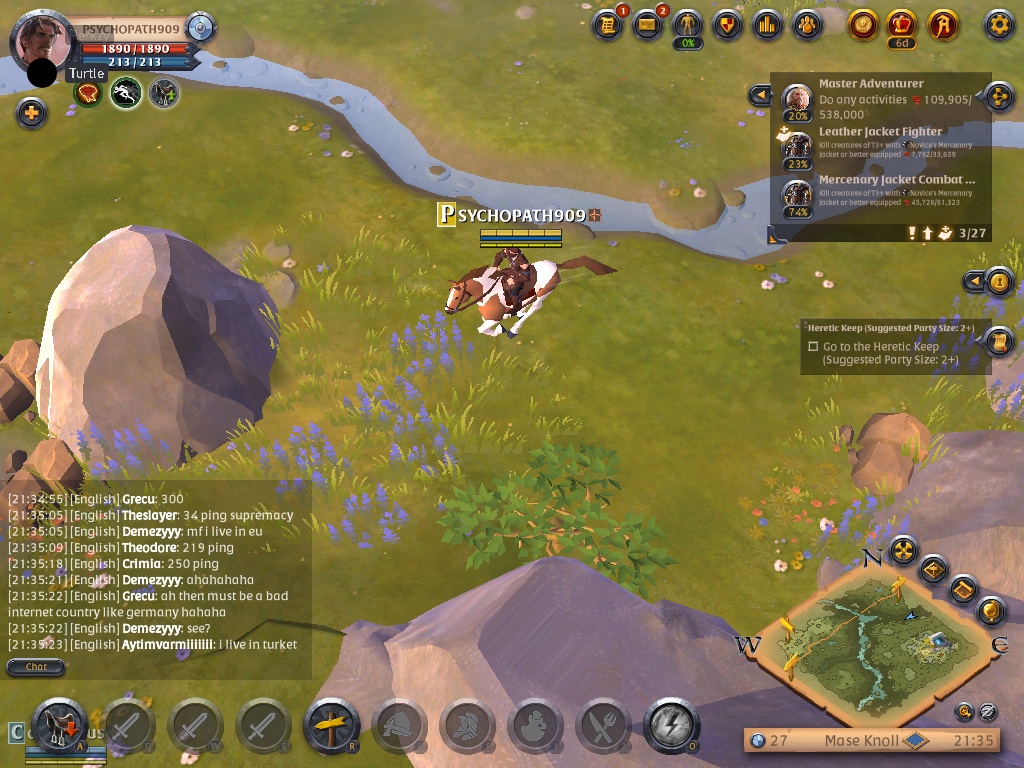 PSYCHOPATH909
1890 / 1890
213 / 213
Turtle
1
2
0%
6d
Master Adventurer
Do any activities 109,905/
538,000
20%
Leather Jacket Fighter
Kill creatures of T3+ with Novice's Mercenary
Jacket or better equipped 7,792/33,639
23%
Mercenary Jacket Combat ...
Kill creatures of T3+ with Novice's Mercenary
Jacket or better equipped 45,726/61,323
74%
3/27
PSYCHOPATH909
Heretic Keep (Suggested Party Size: 2+)
Go to the Heretic Keep
(Suggested Party Size: 2+)
[21:34:55] [English] Grecu: 300
[21:35:05] [English] Theslayer: 34 ping supremacy
[21:35:05] [English] Demezyyy: mf i live in eu
[21:35:09] [English] Theodore: 219 ping
[21:35:18] [English] Crimia: 250 ping
[21:35:21] [English] Demezyyy: ahahahaha
[21:35:22] [English] Grecu: ah then must be a bad
internet country like germany hahaha
[21:35:22] [English] Demezyyy: see?
[21:35:23] [English] Aytimvarmiiiiiii: i live in turket
Chat
N
W
E
A
Q
W
E
R
O
27 Mase Knoll 21:35